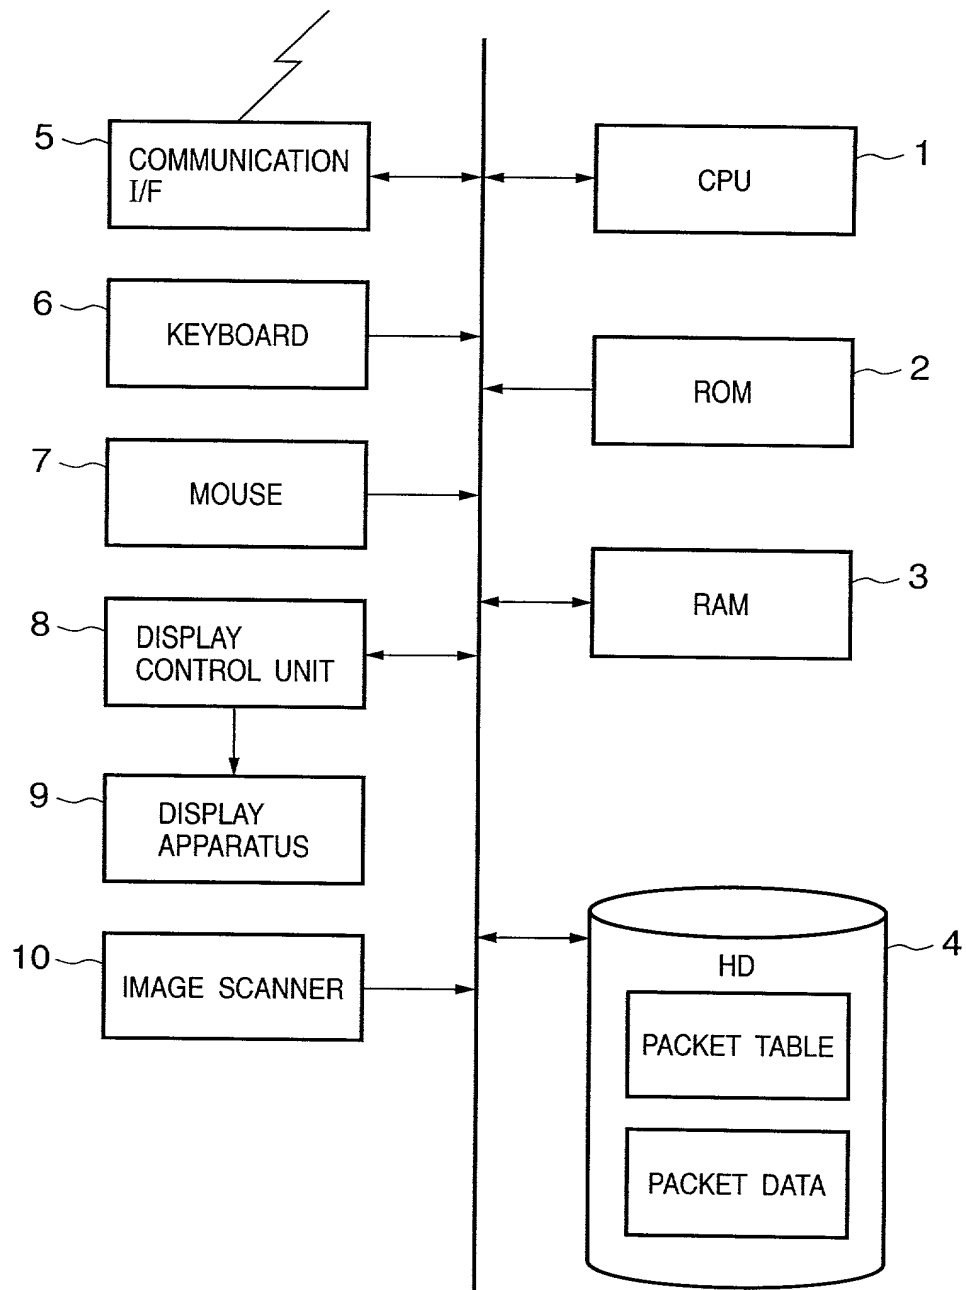 5
COMMUNICATION
I/F
1
CPU
6
KEYBOARD
2
ROM
7
MOUSE
3
RAM
8
DISPLAY
CONTROL UNIT
9
DISPLAY
APPARATUS
10
IMAGE SCANNER
4
HD
PACKET TABLE
PACKET DATA